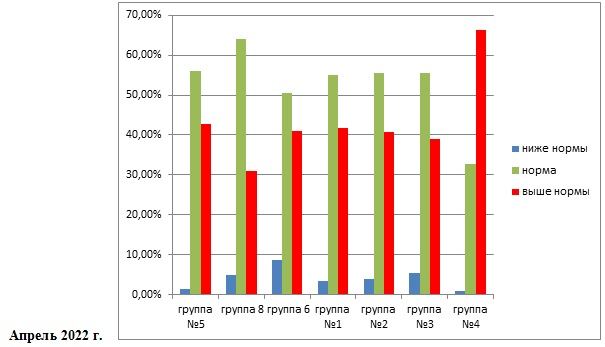 70,00%
60,00%
50,00%
40,00%
30,00%
20,00%
10,00%
0,00%
группа №5
группа 8
группа 6
группа №1
группа №2
группа №3
группа №4
ниже нормы
норма
выше нормы
Апрель 2022 г.